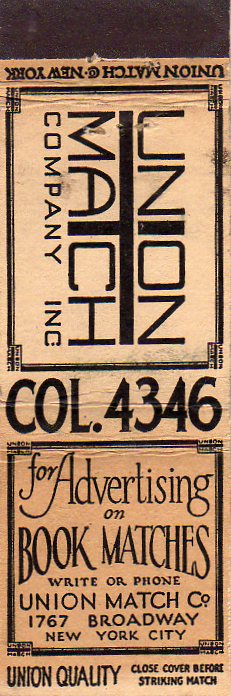 UNION MATCH Co NEW YORK
UNION
MATCH
COMPANY INC
COL. 4346
for Advertising
on
BOOK MATCHES
WRITE OR PHONE
UNION MATCH Co
1767 BROADWAY
NEW YORK CITY
UNION QUALITY
CLOSE COVER BEFORE
STRIKING MATCH